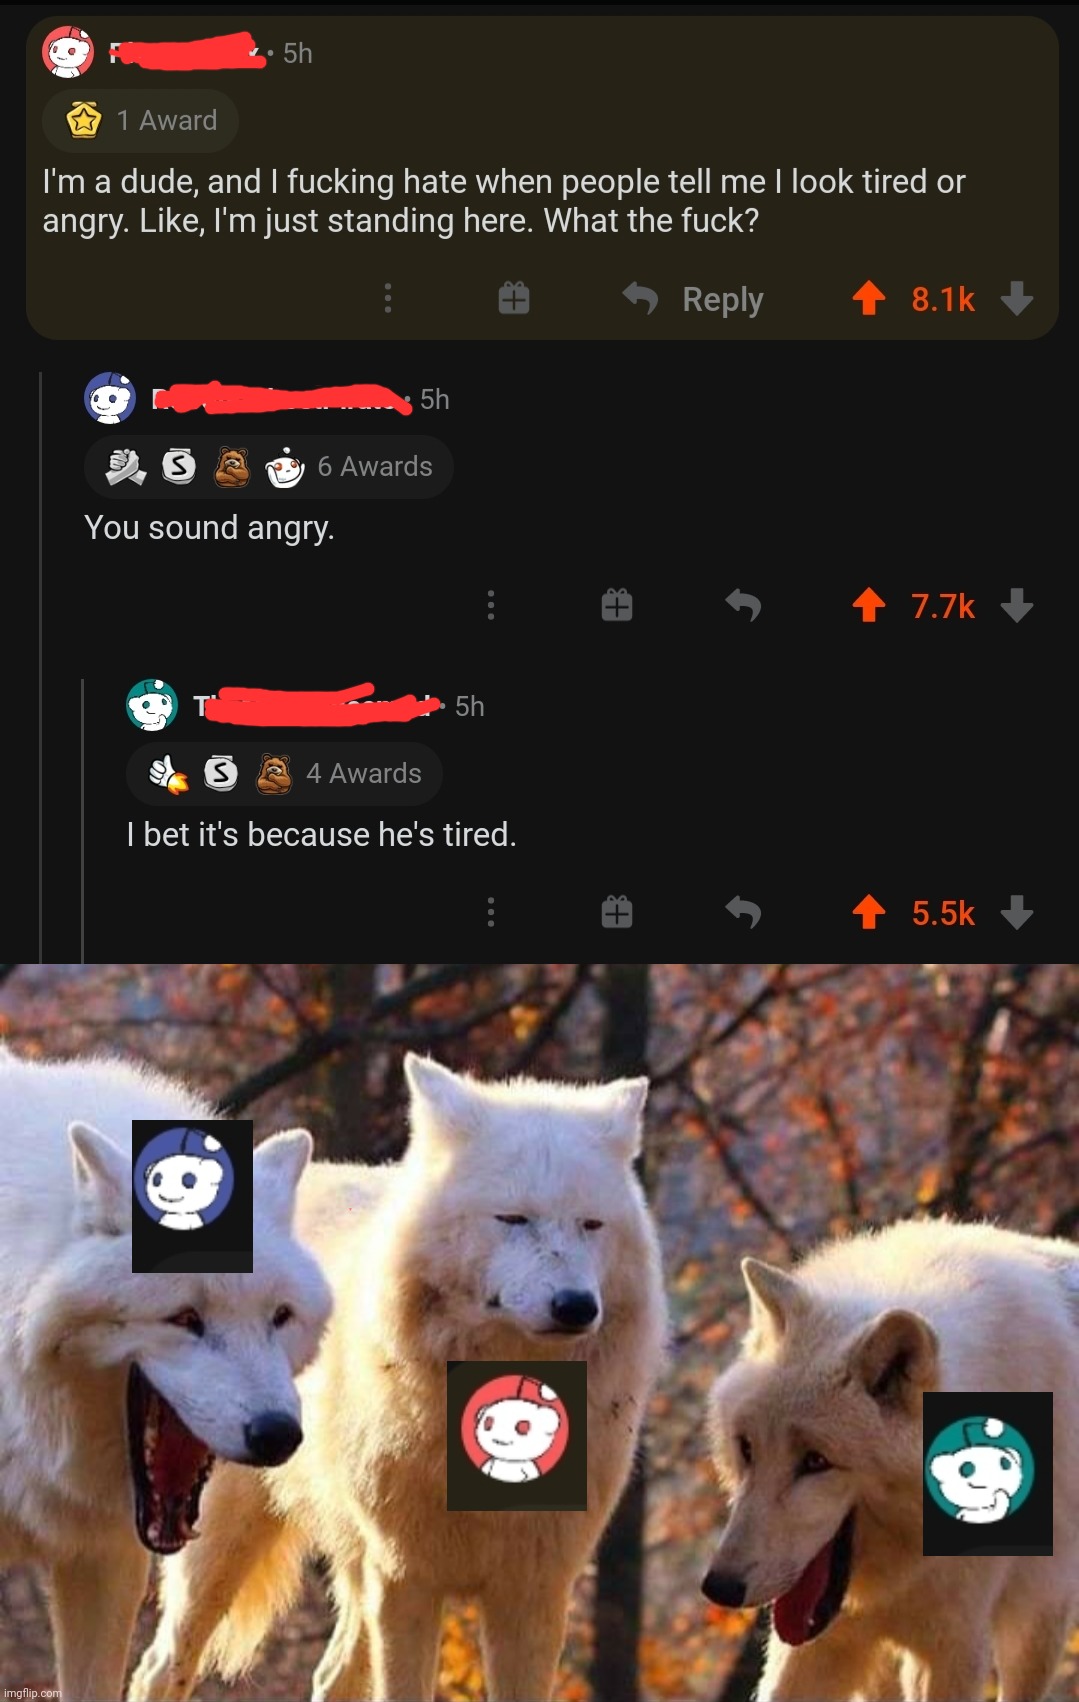 • 5h
1 Award
I'm a dude, and I fucking hate when people tell me I look tired or
angry. Like, I'm just standing here. What the fuck?
Reply 8.1k
• 5h
6 Awards
You sound angry.
7.7k
• 5h
4 Awards
I bet it's because he's tired.
5.5k
imgflip.com